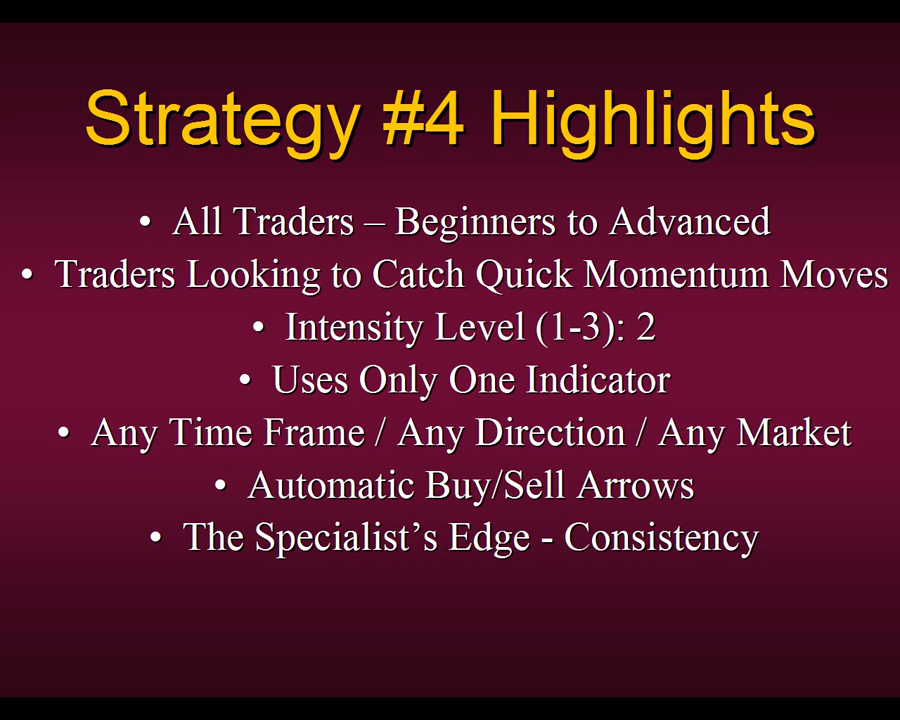 Strategy #4 Highlights
• All Traders – Beginners to Advanced
• Traders Looking to Catch Quick Momentum Moves
• Intensity Level (1-3): 2
• Uses Only One Indicator
• Any Time Frame / Any Direction / Any Market
• Automatic Buy/Sell Arrows
• The Specialist’s Edge - Consistency